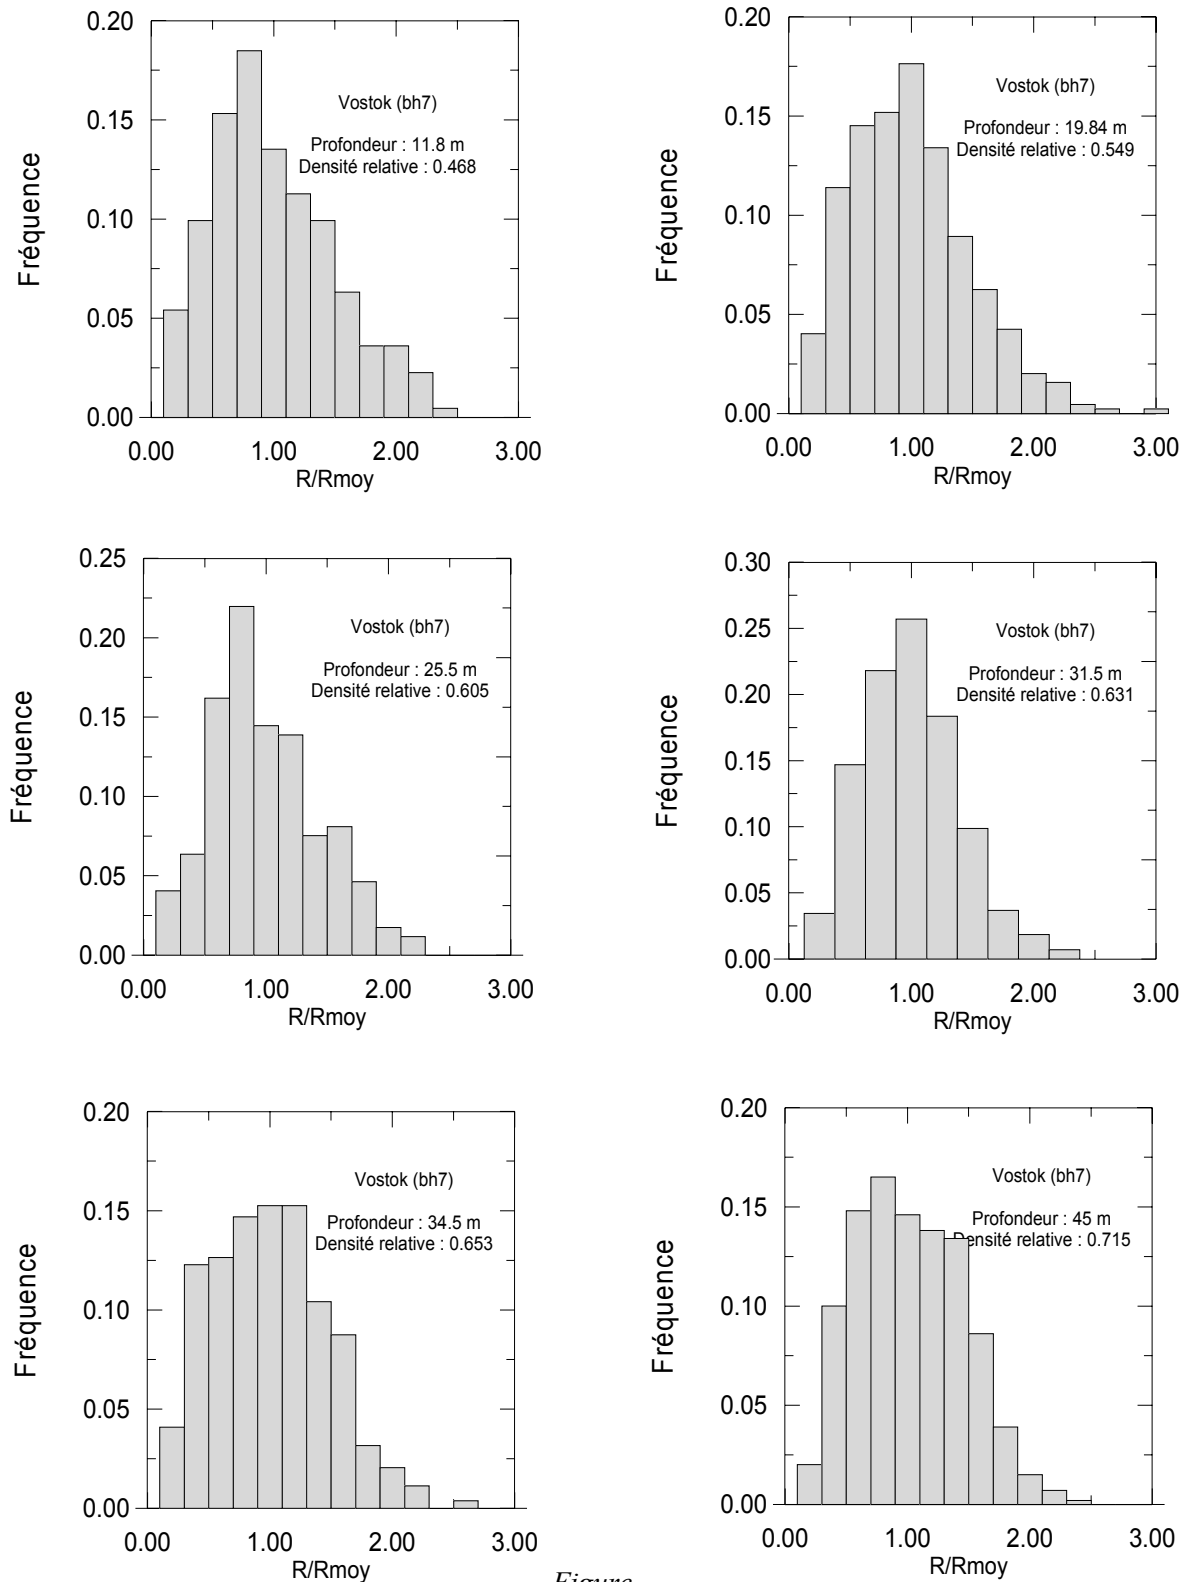 0.20
0.15
0.10
0.05
0.00
Fréquence
Vostok (bh7)
Profondeur : 11.8 m
Densité relative : 0.468
0.00 1.00 2.00 3.00
R/Rmoy
0.20
0.15
0.10
0.05
0.00
Fréquence
Vostok (bh7)
Profondeur : 19.84 m
Densité relative : 0.549
0.00 1.00 2.00 3.00
R/Rmoy
0.25
0.20
0.15
0.10
0.05
0.00
Fréquence
Vostok (bh7)
Profondeur : 25.5 m
Densité relative : 0.605
0.00 1.00 2.00 3.00
R/Rmoy
0.30
0.25
0.20
0.15
0.10
0.05
0.00
Fréquence
Vostok (bh7)
Profondeur : 31.5 m
Densité relative : 0.631
0.00 1.00 2.00 3.00
R/Rmoy
0.20
0.15
0.10
0.05
0.00
Fréquence
Vostok (bh7)
Profondeur : 34.5 m
Densité relative : 0.653
0.00 1.00 2.00 3.00
R/Rmoy
0.20
0.15
0.10
0.05
0.00
Fréquence
Vostok (bh7)
Profondeur : 45 m
Densité relative : 0.715
0.00 1.00 2.00 3.00
R/Rmoy
Figure